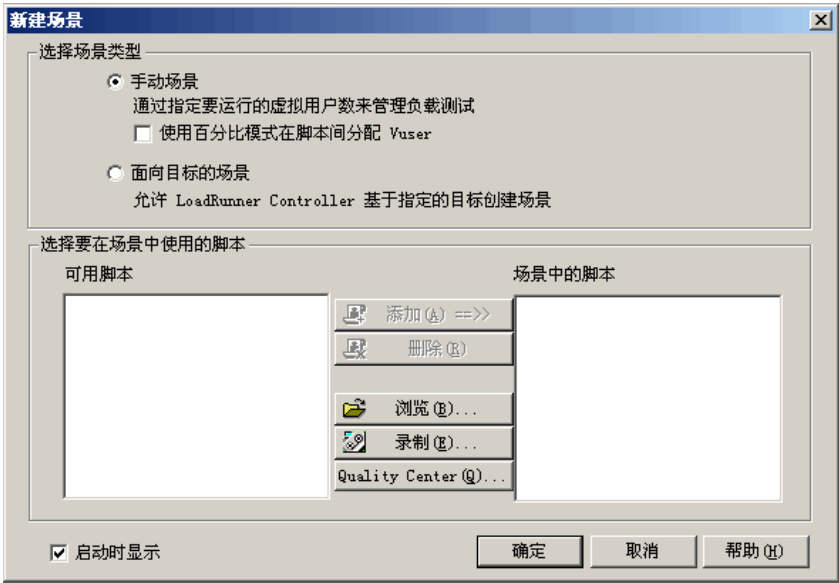 新建场景
选择场景类型
手动场景
通过指定要运行的虚拟用户数来管理负载测试
使用百分比模式在脚本间分配 Vuser
面向目标的场景
允许 LoadRunner Controller 基于指定的目标创建场景
选择要在场景中使用的脚本
可用脚本
场景中的脚本
添加(A) ==>>
删除(R)
浏览(B)...
录制(E)...
Quality Center(Q)...
启动时显示
确定
取消
帮助(H)